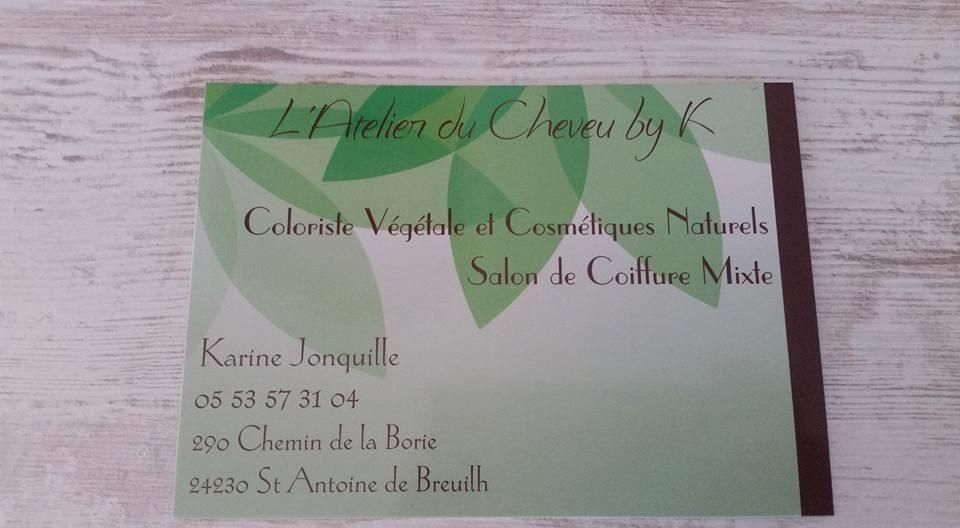 L'Atelier du Cheveu by K
Coloriste Végétale et Cosmétiques Naturels
Salon de Coiffure Mixte
Karine Jonquille
05 53 57 31 04
290 Chemin de la Borie
24230 St Antoine de Breuilh